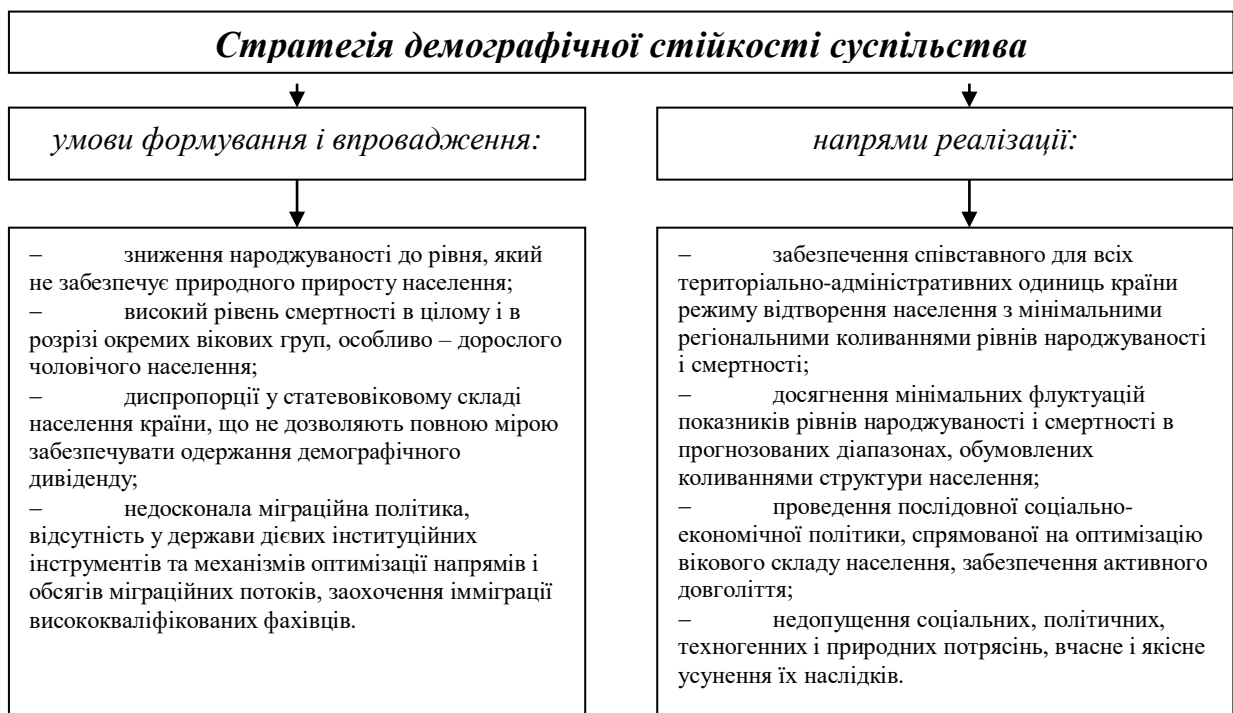 Стратегія демографічної стійкості суспільства
умови формування і впровадження:
напрями реалізації:
– зниження народжуваності до рівня, який
не забезпечує природного приросту населення;
– високий рівень смертності в цілому і в
розрізі окремих вікових груп, особливо – дорослого
чоловічого населення;
– диспропорції у статевовіковому складі
населення країни, що не дозволяють повною мірою
забезпечувати одержання демографічного
дивіденду;
– недосконала міграційна політика,
відсутність у держави дієвих інституційних
інструментів та механізмів оптимізації напрямів і
обсягів міграційних потоків, заохочення імміграції
висококваліфікованих фахівців.
– забезпечення співставного для всіх
територіально-адміністративних одиниць країни
режиму відтворення населення з мінімальними
регіональними коливаннями рівнів народжуваності
і смертності;
– досягнення мінімальних флуктуацій
показників рівнів народжуваності і смертності в
прогнозованих діапазонах, обумовлених
коливаннями структури населення;
– проведення послідовної соціально-
економічної політики, спрямованої на оптимізацію
вікового складу населення, забезпечення активного
довголіття;
– недопущення соціальних, політичних,
техногенних і природних потрясінь, вчасне і якісне
усунення їх наслідків.